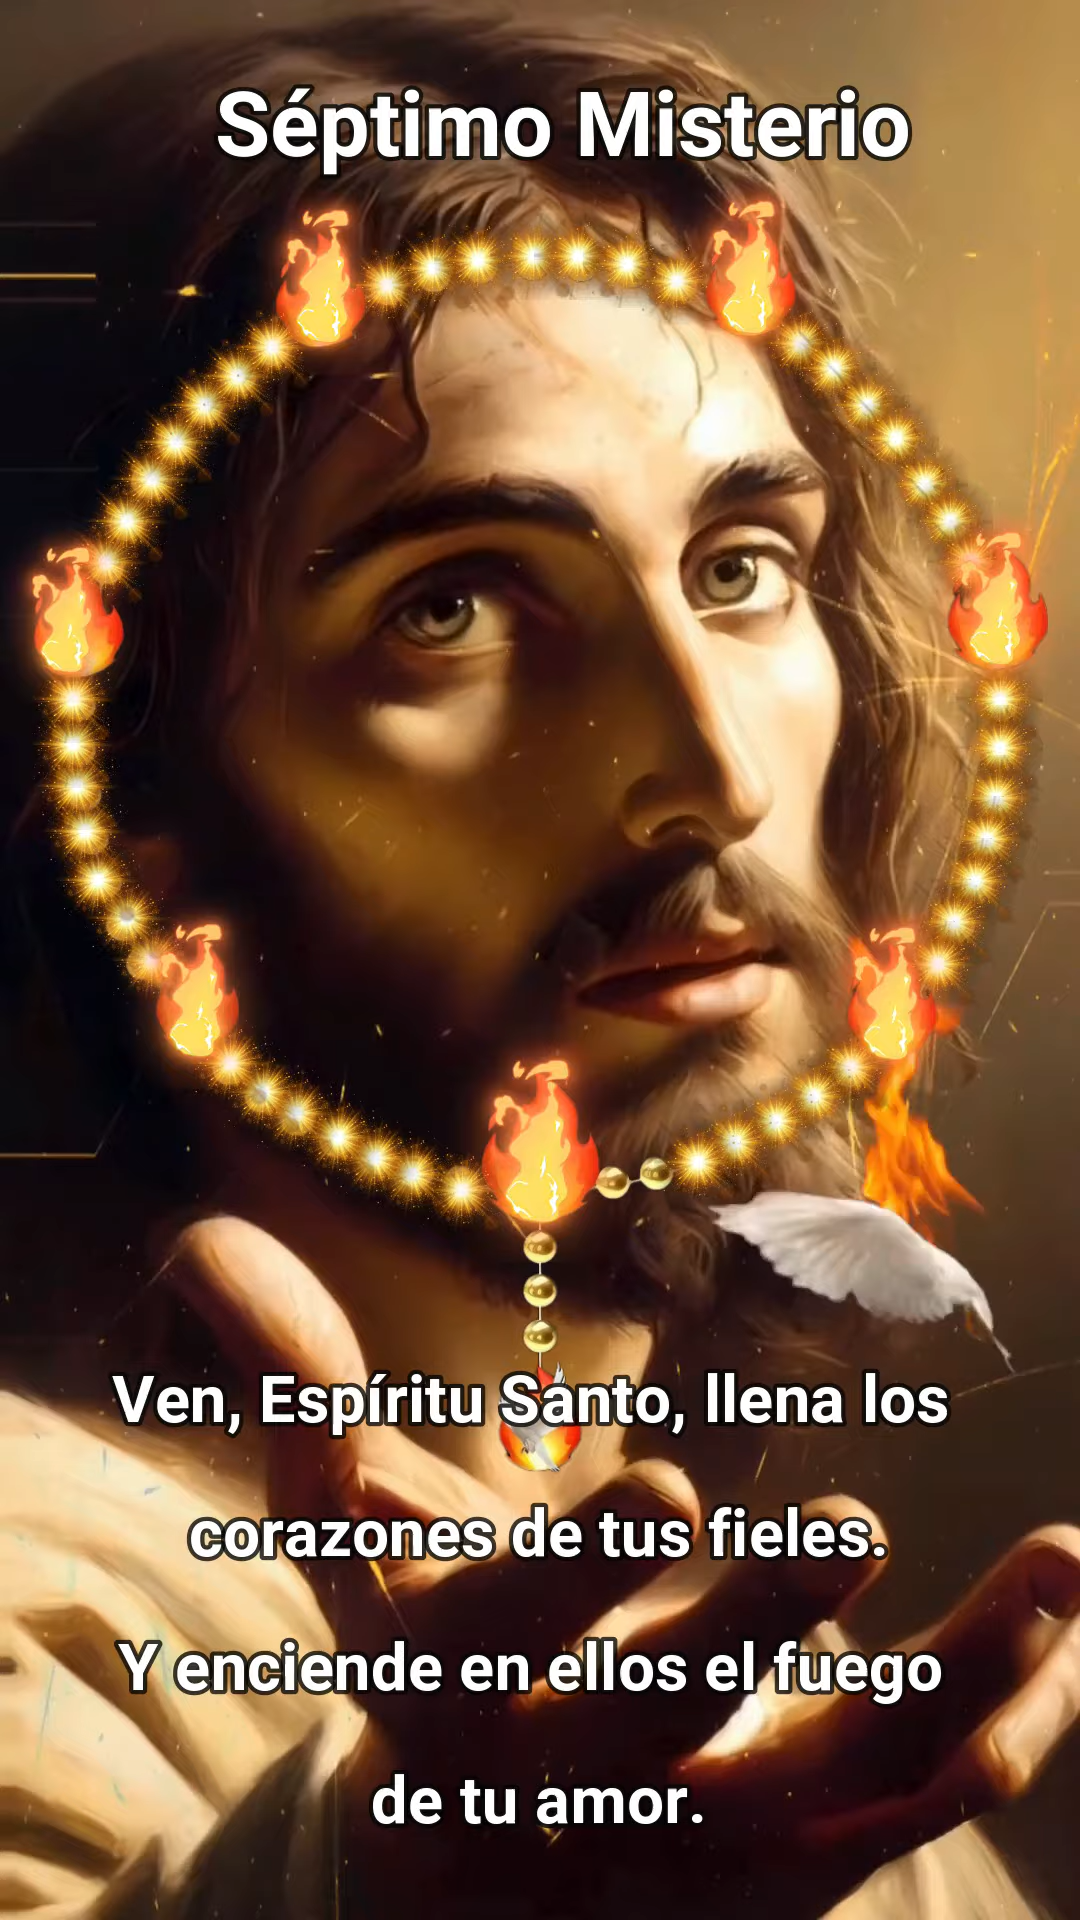 Séptimo Misterio
Ven, Espíritu Santo, llena los
corazones de tus fieles.
Y enciende en ellos el fuego
de tu amor.